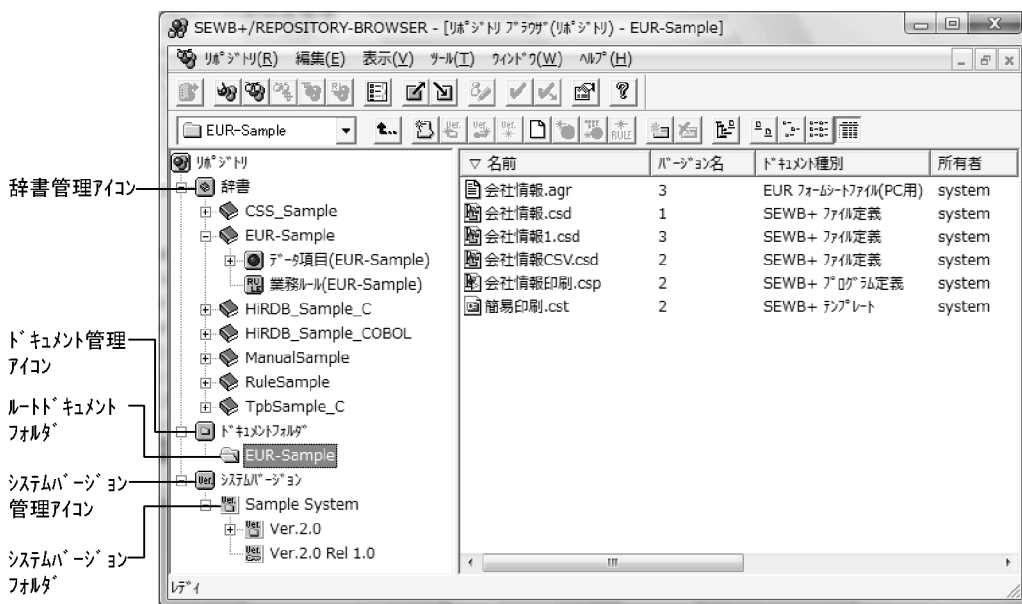 SEWB+/REPOSITORY-BROWSER - [ﾘﾎﾟｼﾞﾄﾘ ﾌﾞﾗｳｻﾞ(ﾘﾎﾟｼﾞﾄﾘ) - EUR-Sample]
ﾘﾎﾟｼﾞﾄﾘ(R) 編集(E) 表示(V) ﾂｰﾙ(T) ｳｨﾝﾄﾞｳ(W) ﾍﾙﾌﾟ(H)
EUR-Sample
Ver. Ver. Ver. TEE RULE
ﾘﾎﾟｼﾞﾄﾘ
辞書管理ｱｲｺﾝ
辞書
CSS_Sample
EUR-Sample
ﾃﾞｰﾀ項目(EUR-Sample)
RULE 業務ﾙｰﾙ(EUR-Sample)
HiRDB_Sample_C
HiRDB_Sample_COBOL
ManualSample
RuleSample
TpbSample_C
ﾄﾞｷｭﾒﾝﾄ管理
ｱｲｺﾝ
ﾄﾞｷｭﾒﾝﾄﾌｫﾙﾀﾞ
ﾙｰﾄﾄﾞｷｭﾒﾝﾄ
ﾌｫﾙﾀﾞ
EUR-Sample
ｼｽﾃﾑﾊﾞｰｼﾞｮﾝ
管理ｱｲｺﾝ
Ver. ｼｽﾃﾑﾊﾞｰｼﾞｮﾝ
Ver. Sample System
Ver. Ver.2.0
Ver. Ver.2.0 Rel 1.0
ｼｽﾃﾑﾊﾞｰｼﾞｮﾝ
ﾌｫﾙﾀﾞ
名前 ﾊﾞｰｼﾞｮﾝ名 ﾄﾞｷｭﾒﾝﾄ種別 所有者
会社情報.agr 3 EUR ﾌｫｰﾑｼｰﾄﾌｧｲﾙ(PC用) system
会社情報.csd 1 SEWB+ ﾌｧｲﾙ定義 system
会社情報1.csd 3 SEWB+ ﾌｧｲﾙ定義 system
会社情報CSV.csd 2 SEWB+ ﾌｧｲﾙ定義 system
会社情報印刷.csp 2 SEWB+ ﾌﾟﾛｸﾞﾗﾑ定義 system
簡易印刷.cst 2 SEWB+ ﾃﾝﾌﾟﾚｰﾄ system
ﾚﾃﾞｨ